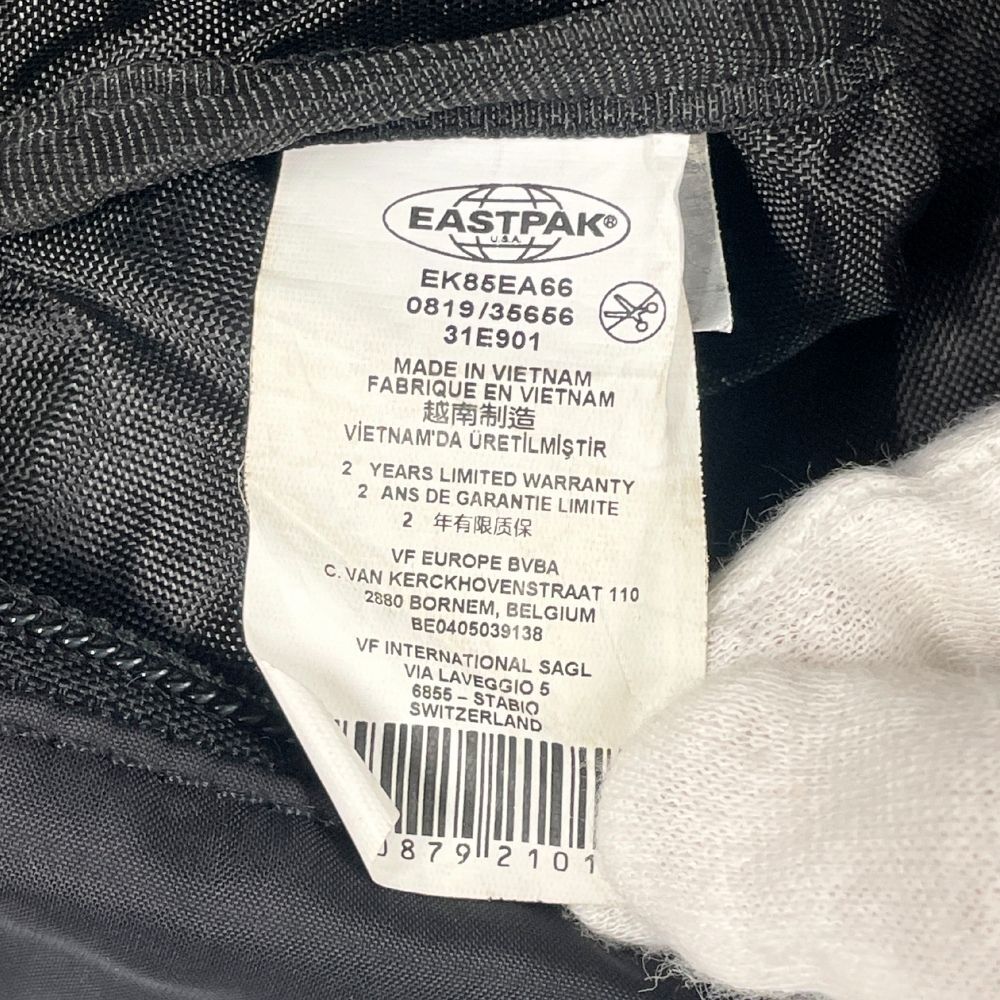 EASTPAK®
U.S.A.
EK85EA66
0819/35656
31E901
MADE IN VIETNAM
FABRIQUE EN VIETNAM
越南制造
VİETNAM'DA ÜRETİLMİŞTİR
2 YEARS LIMITED WARRANTY
2 ANS DE GARANTIE LIMITE
2 年有限质保
VF EUROPE BVBA
C. VAN KERCKHOVENSTRAAT 110
2880 BORNEM, BELGIUM
BE0405039138
VF INTERNATIONAL SAGL
VIA LAVEGGIO 5
6855 – STABIO
SWITZERLAND
0879 2101